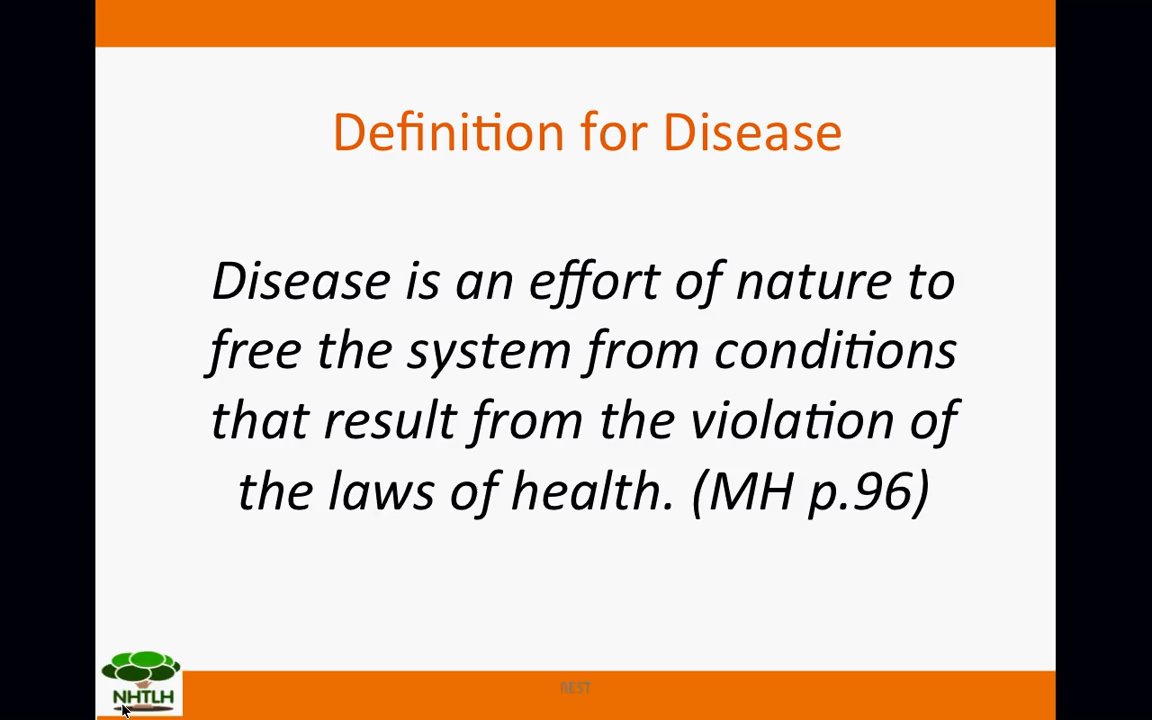 Definition for Disease
Disease is an effort of nature to
free the system from conditions
that result from the violation of
the laws of health. (MH p.96)
NHTLH
NEST